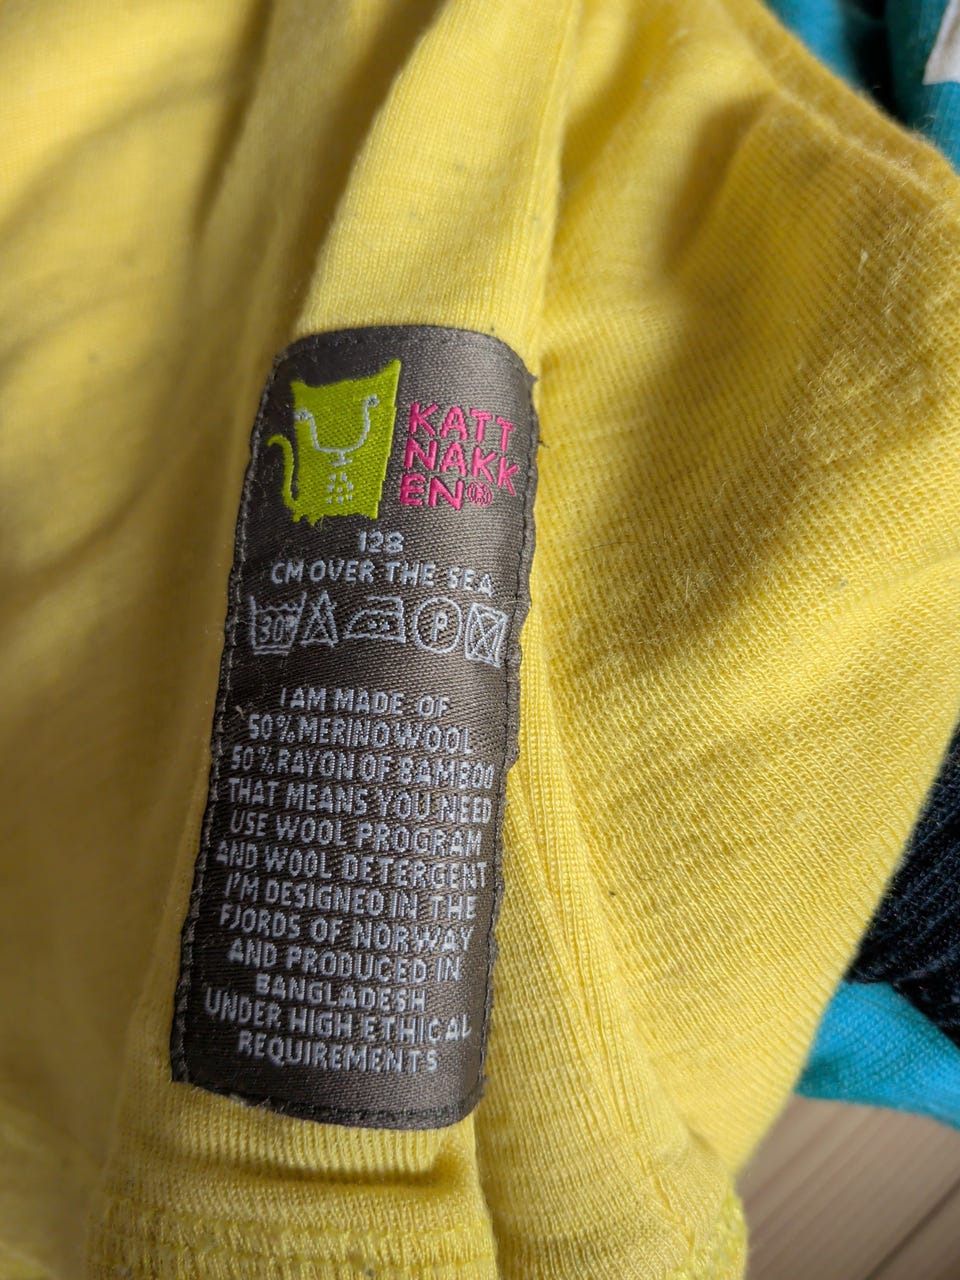 KATT
NAKK
EN®
128
CM OVER THE SEA
30° P
I AM MADE OF
50% MERINO WOOL
50% RAYON OF BAMBOO
THAT MEANS YOU NEED
USE WOOL PROGRAM
AND WOOL DETERGENT
I'M DESIGNED IN THE
FJORDS OF NORWAY
AND PRODUCED IN
BANGLADESH
UNDER HIGH ETHICAL
REQUIREMENTS